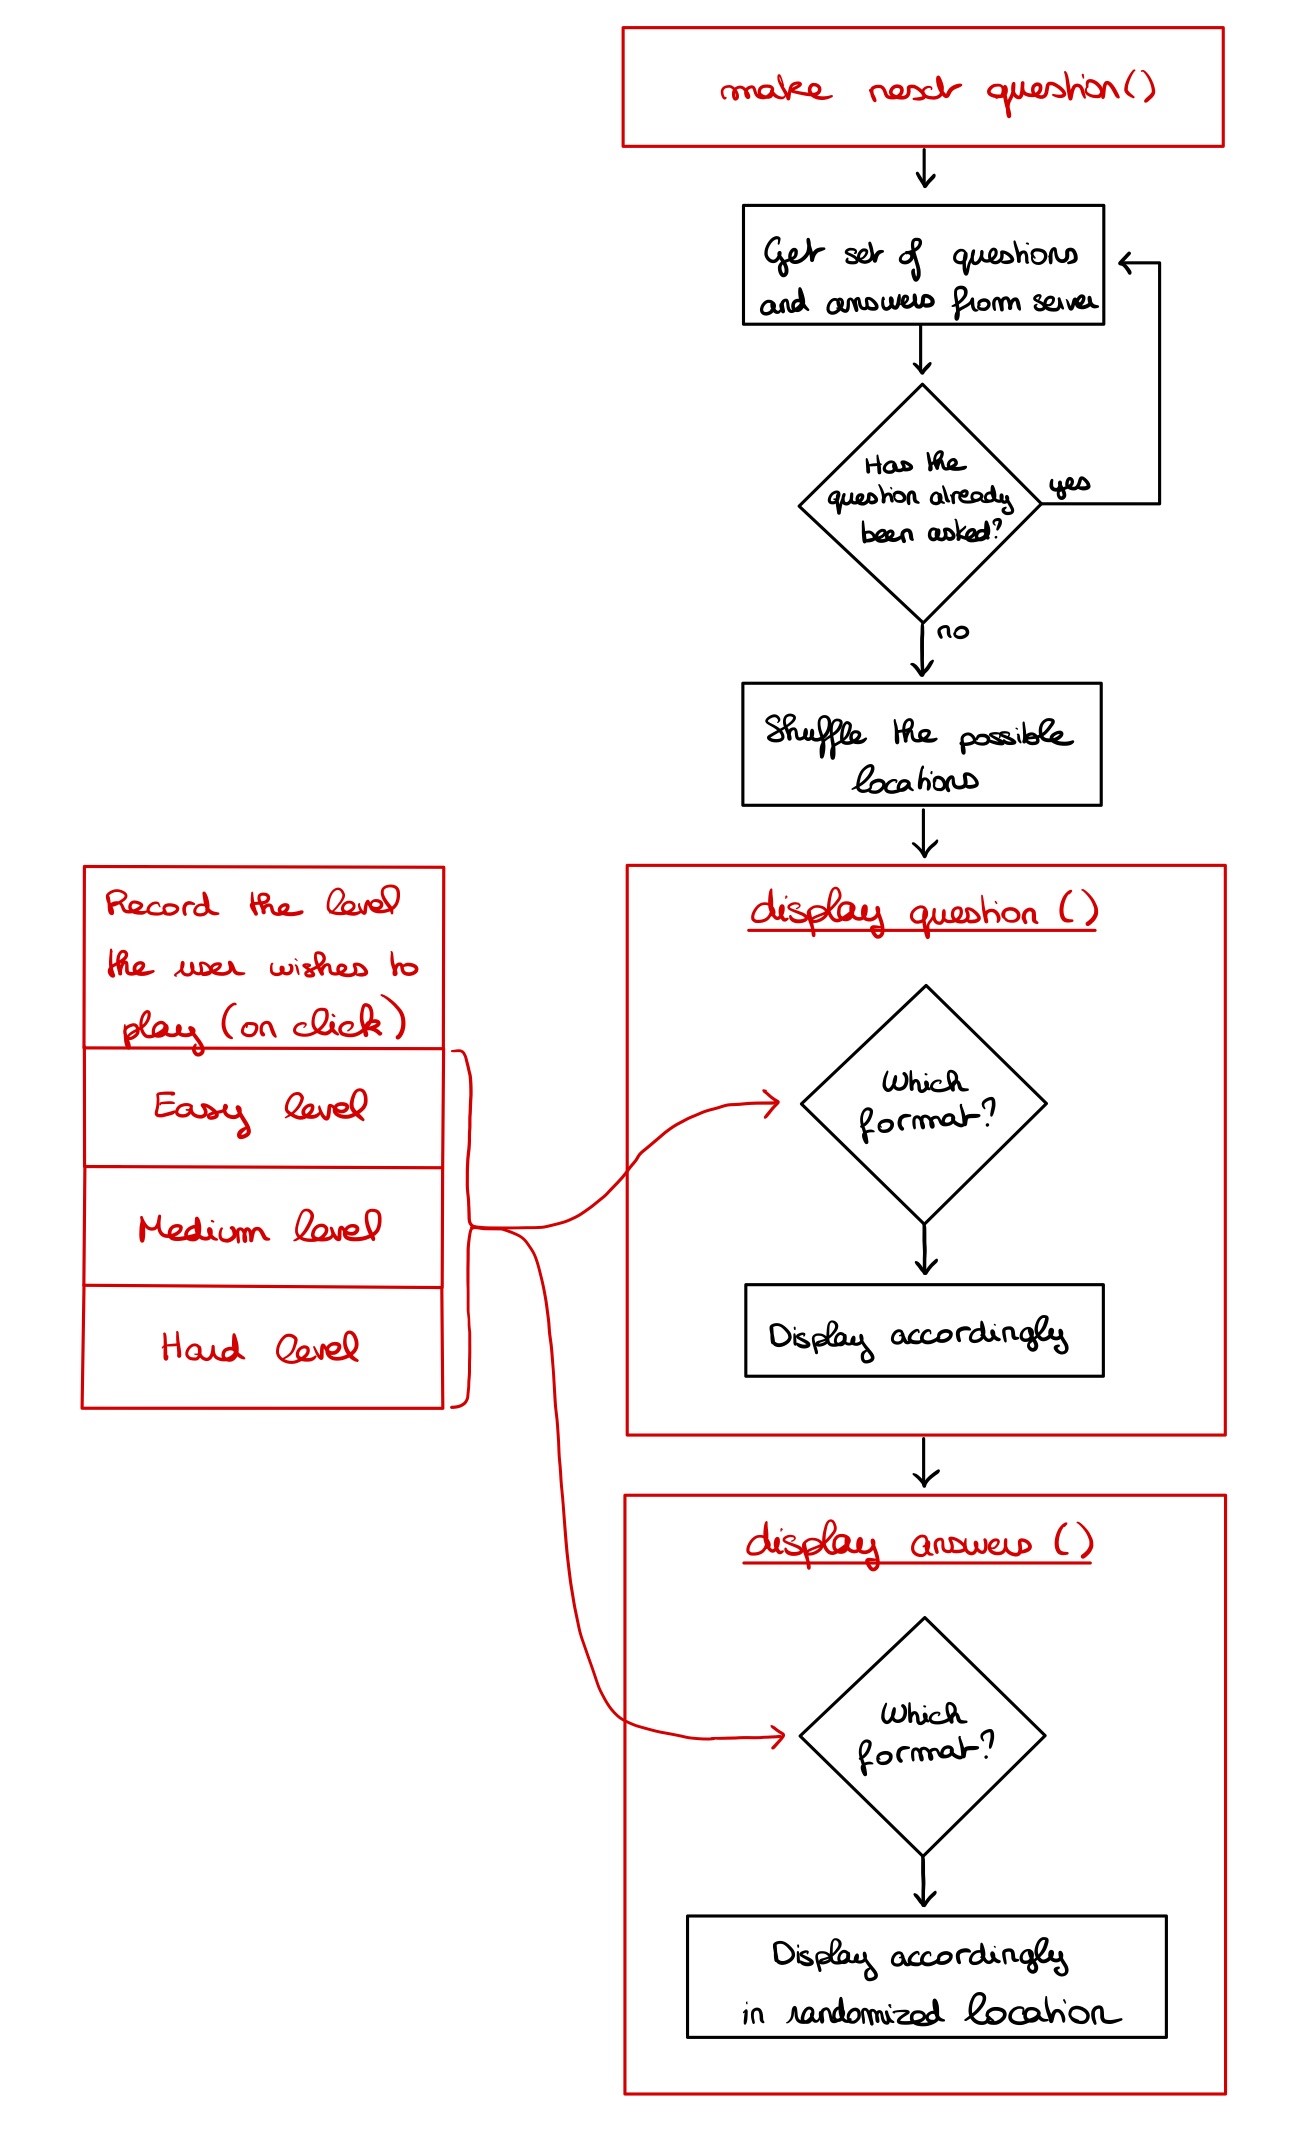 make next question()
Get set of questions
and answers from server
Has the
question already
been asked?
yes
no
Shuffle the possible
locations
Record the level
the user wishes to
play (on click)
Easy level
Medium level
Hard level
display question ()
Which
format?
Display accordingly
display answers ()
Which
format?
Display accordingly
in randomized location